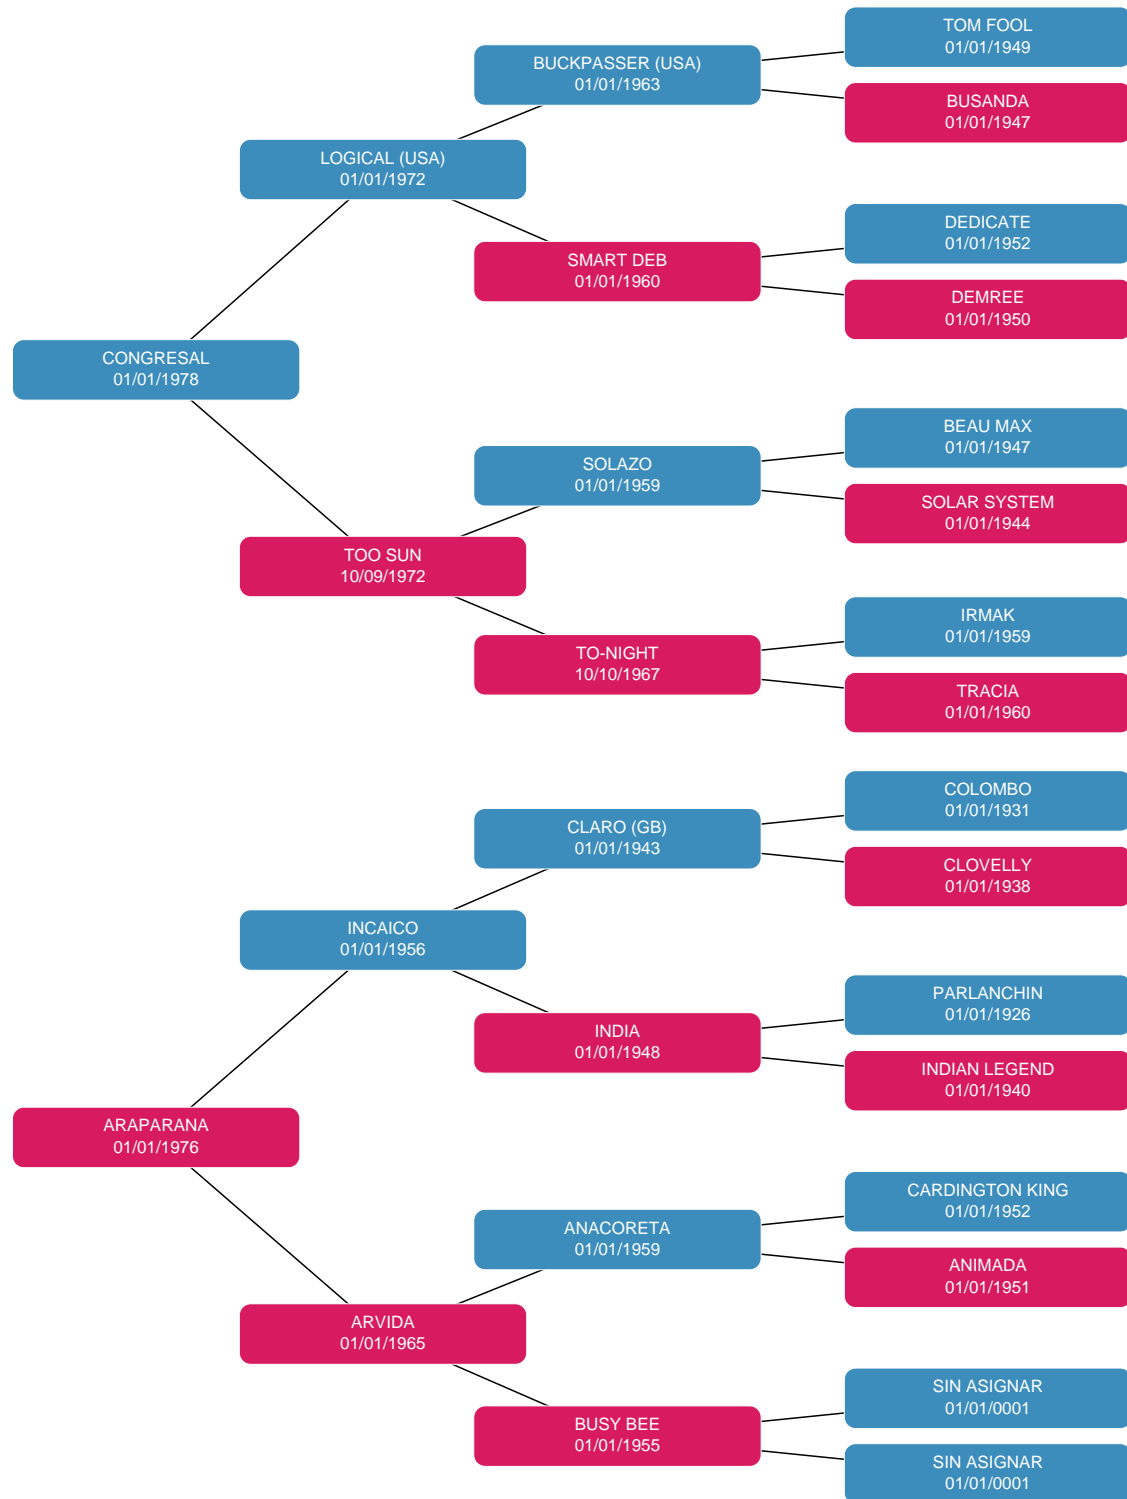 TOM FOOL
01/01/1949
BUCKPASSER (USA)
01/01/1963
BUSANDA
01/01/1947
LOGICAL (USA)
01/01/1972
DEDICATE
01/01/1952
SMART DEB
01/01/1960
DEMREE
01/01/1950
CONGRESAL
01/01/1978
BEAU MAX
01/01/1947
SOLAZO
01/01/1959
SOLAR SYSTEM
01/01/1944
TOO SUN
10/09/1972
IRMAK
01/01/1959
TO-NIGHT
10/10/1967
TRACIA
01/01/1960
COLOMBO
01/01/1931
CLARO (GB)
01/01/1943
CLOVELLY
01/01/1938
INCAICO
01/01/1956
PARLANCHIN
01/01/1926
INDIA
01/01/1948
INDIAN LEGEND
01/01/1940
ARAPARANA
01/01/1976
CARDINGTON KING
01/01/1952
ANACORETA
01/01/1959
ANIMADA
01/01/1951
ARVIDA
01/01/1965
SIN ASIGNAR
01/01/0001
BUSY BEE
01/01/1955
SIN ASIGNAR
01/01/0001